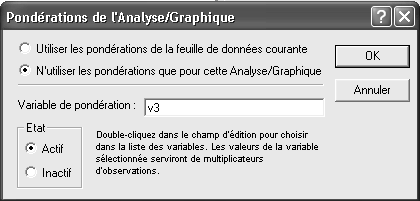 Pondérations de l'Analyse/Graphique
Utiliser les pondérations de la feuille de données courante
N'utiliser les pondérations que pour cette Analyse/Graphique
OK
Annuler
Variable de pondération : v3
Etat
Actif
Inactif
Double-cliquez dans le champ d'édition pour choisir
dans la liste des variables. Les valeurs de la variable
sélectionnée serviront de multiplicateurs
d'observations.